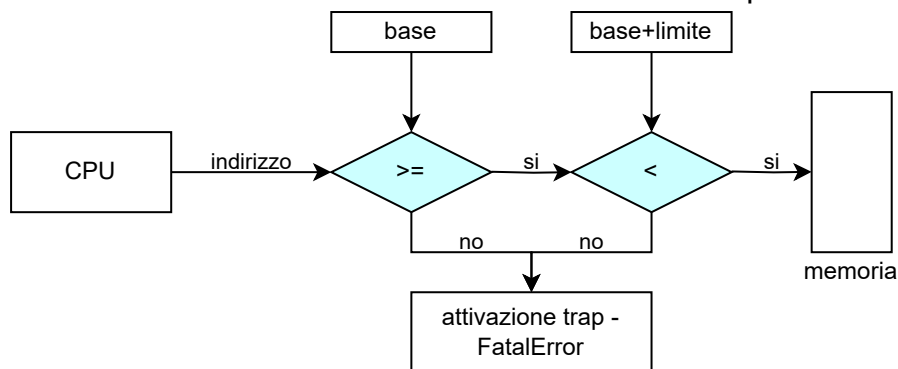 base
base+limite
CPU
indirizzo
>=
si
<
si
no
no
memoria
attivazione trap -
FatalError